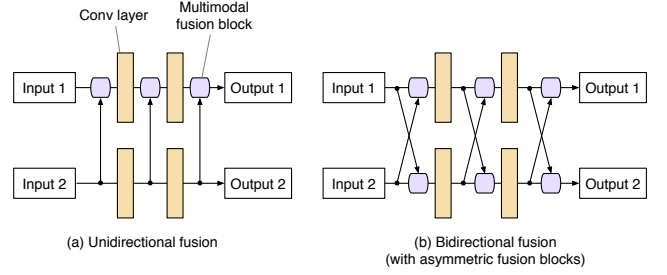 Conv layer
Multimodal
fusion block
Input 1
Output 1
Input 2
Output 2
(a) Unidirectional fusion
Input 1
Output 1
Input 2
Output 2
(b) Bidirectional fusion
(with asymmetric fusion blocks)